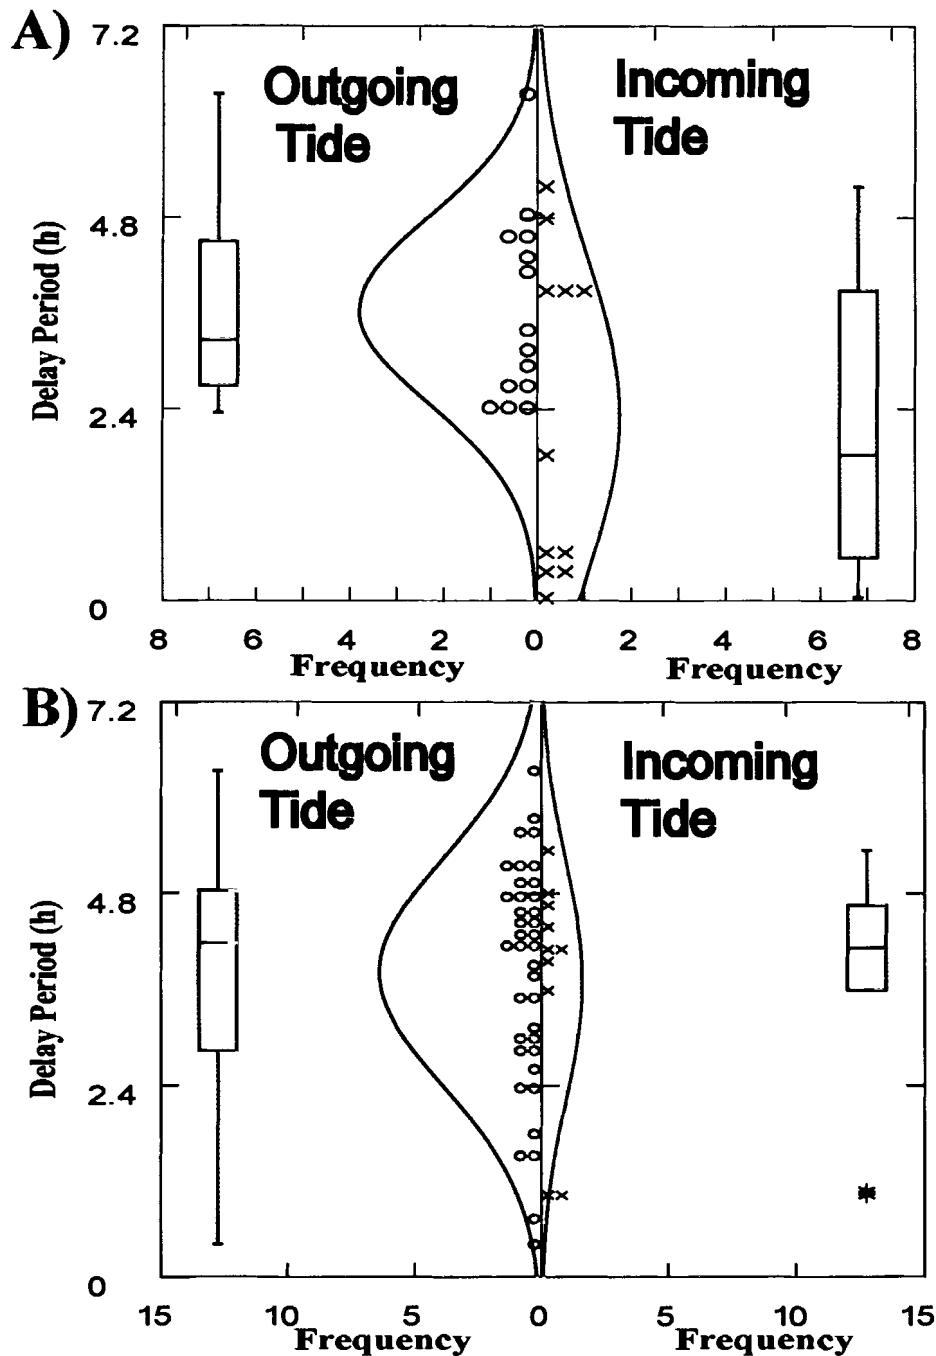 A)
7.2
Outgoing
Tide
Incoming
Tide
4.8
Delay Period (h)
2.4
0
8 6 4 2 0 2 4 6 8
Frequency Frequency
B)
7.2
Outgoing
Tide
Incoming
Tide
4.8
Delay Period (h)
2.4
0
15 10 5 0 5 10 15
Frequency Frequency